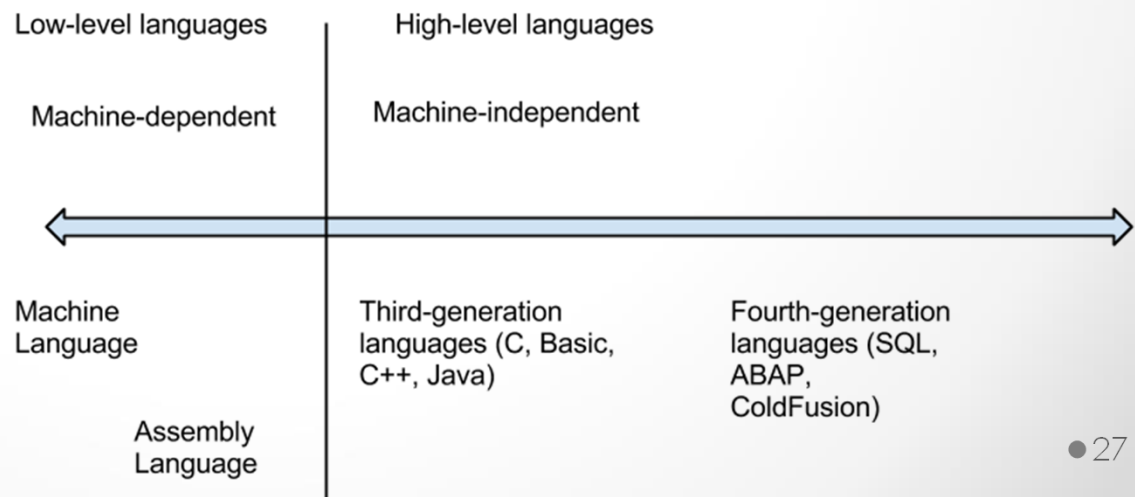 Low-level languages
High-level languages
Machine-dependent
Machine-independent
Machine
Language
Assembly
Language
Third-generation
languages (C, Basic,
C++, Java)
Fourth-generation
languages (SQL,
ABAP,
ColdFusion)
27